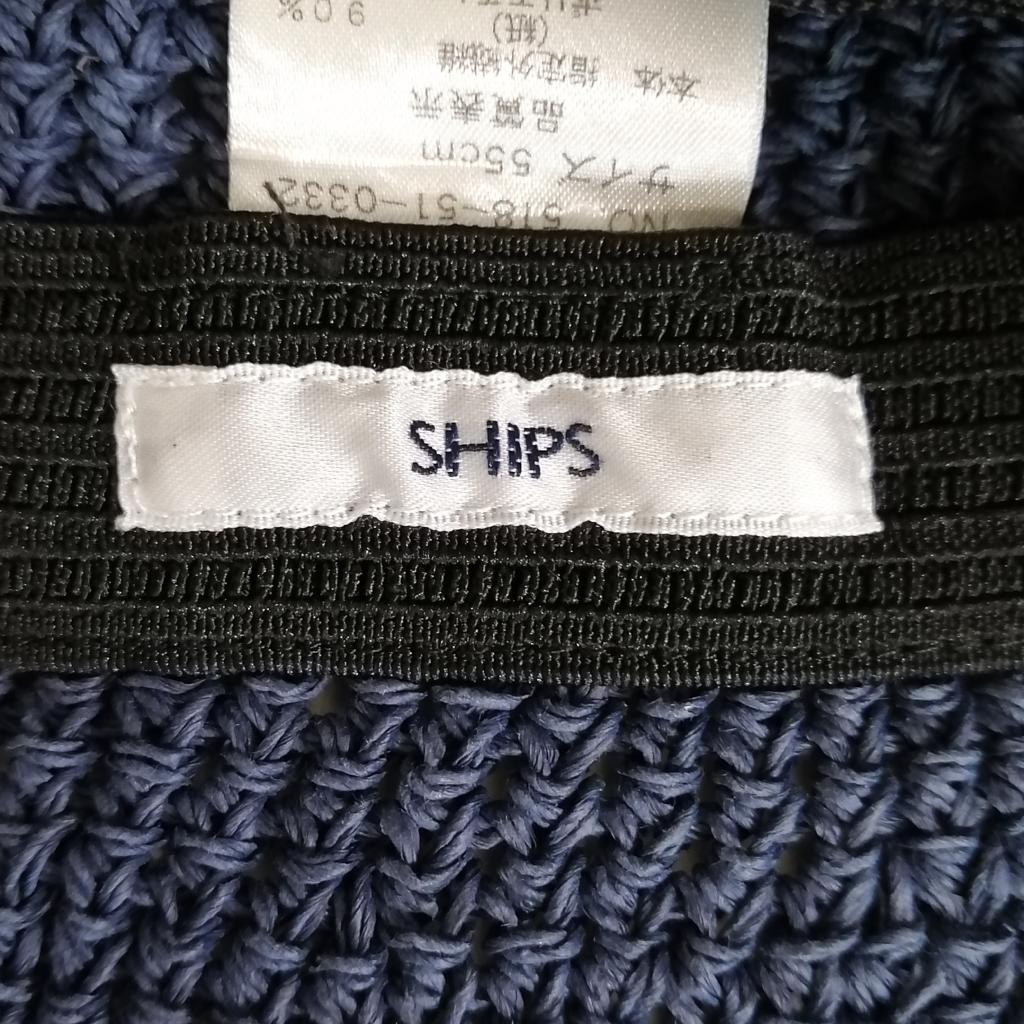 SHIPS
NO 518-51-0332
サイズ 55cm
品質表示
本体 指定外繊維
(紙)
90%